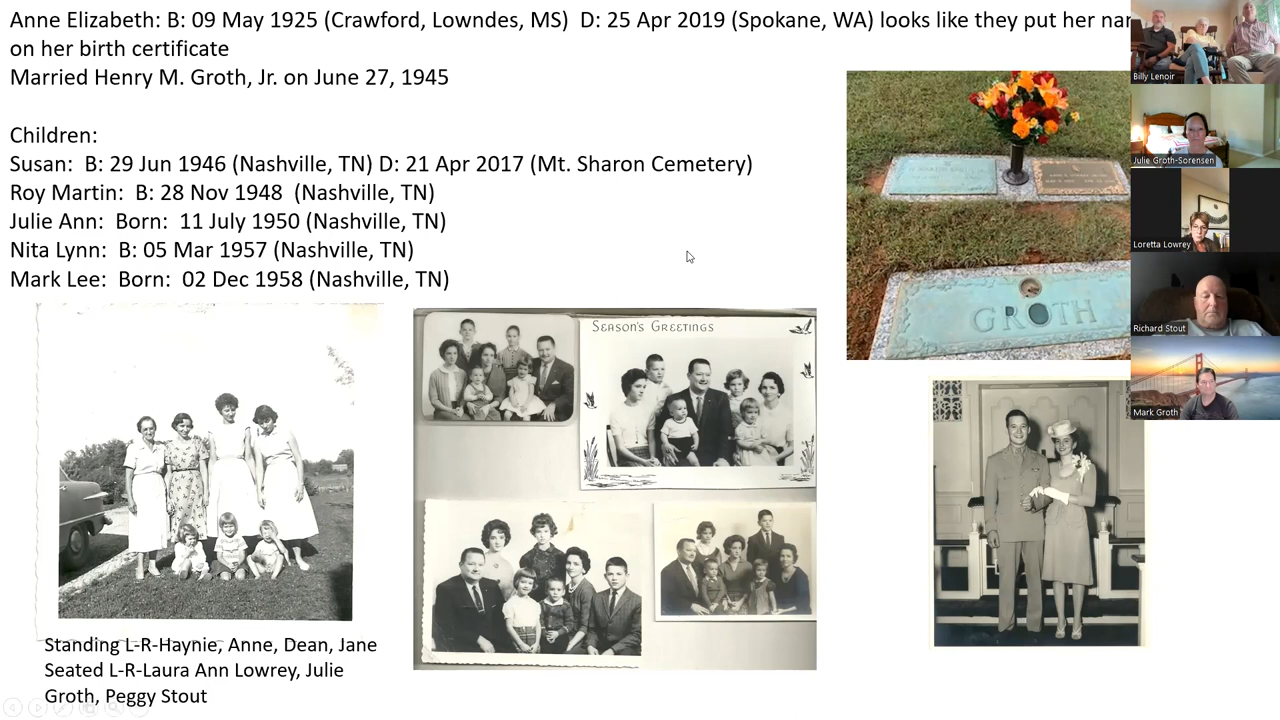 Anne Elizabeth: B: 09 May 1925 (Crawford, Lowndes, MS)  D: 25 Apr 2019 (Spokane, WA) looks like they put her
on her birth certificate
Married Henry M. Groth, Jr. on June 27, 1945
Children:
Susan:  B: 29 Jun 1946 (Nashville, TN) D: 21 Apr 2017 (Mt. Sharon Cemetery)
Roy Martin:  B: 28 Nov 1948  (Nashville, TN)
Julie Ann:  Born:  11 July 1950 (Nashville, TN)
Nita Lynn:  B: 05 Mar 1957 (Nashville, TN)
Mark Lee:  Born:  02 Dec 1958 (Nashville, TN)
SEASON'S GREETINGS
GROTH
Standing L-R-Haynie, Anne, Dean, Jane
Seated L-R-Laura Ann Lowrey, Julie
Groth, Peggy Stout
Billy Lenoir
Julie Groth-Sorensen
Loretta Lowrey
Richard Stout
Mark Groth